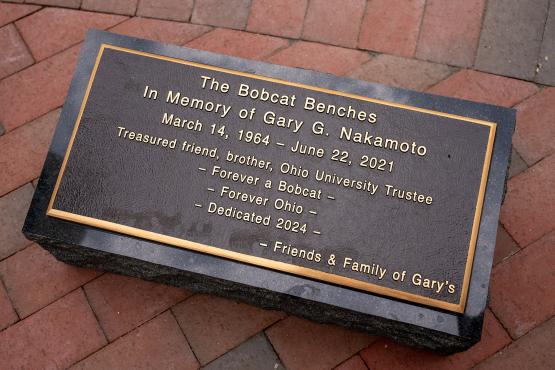 The Bobcat Benches
In Memory of Gary G. Nakamoto
March 14, 1964 – June 22, 2021
Treasured friend, brother, Ohio University Trustee
– Forever a Bobcat –
– Forever Ohio –
– Dedicated 2024 –
– Friends & Family of Gary's